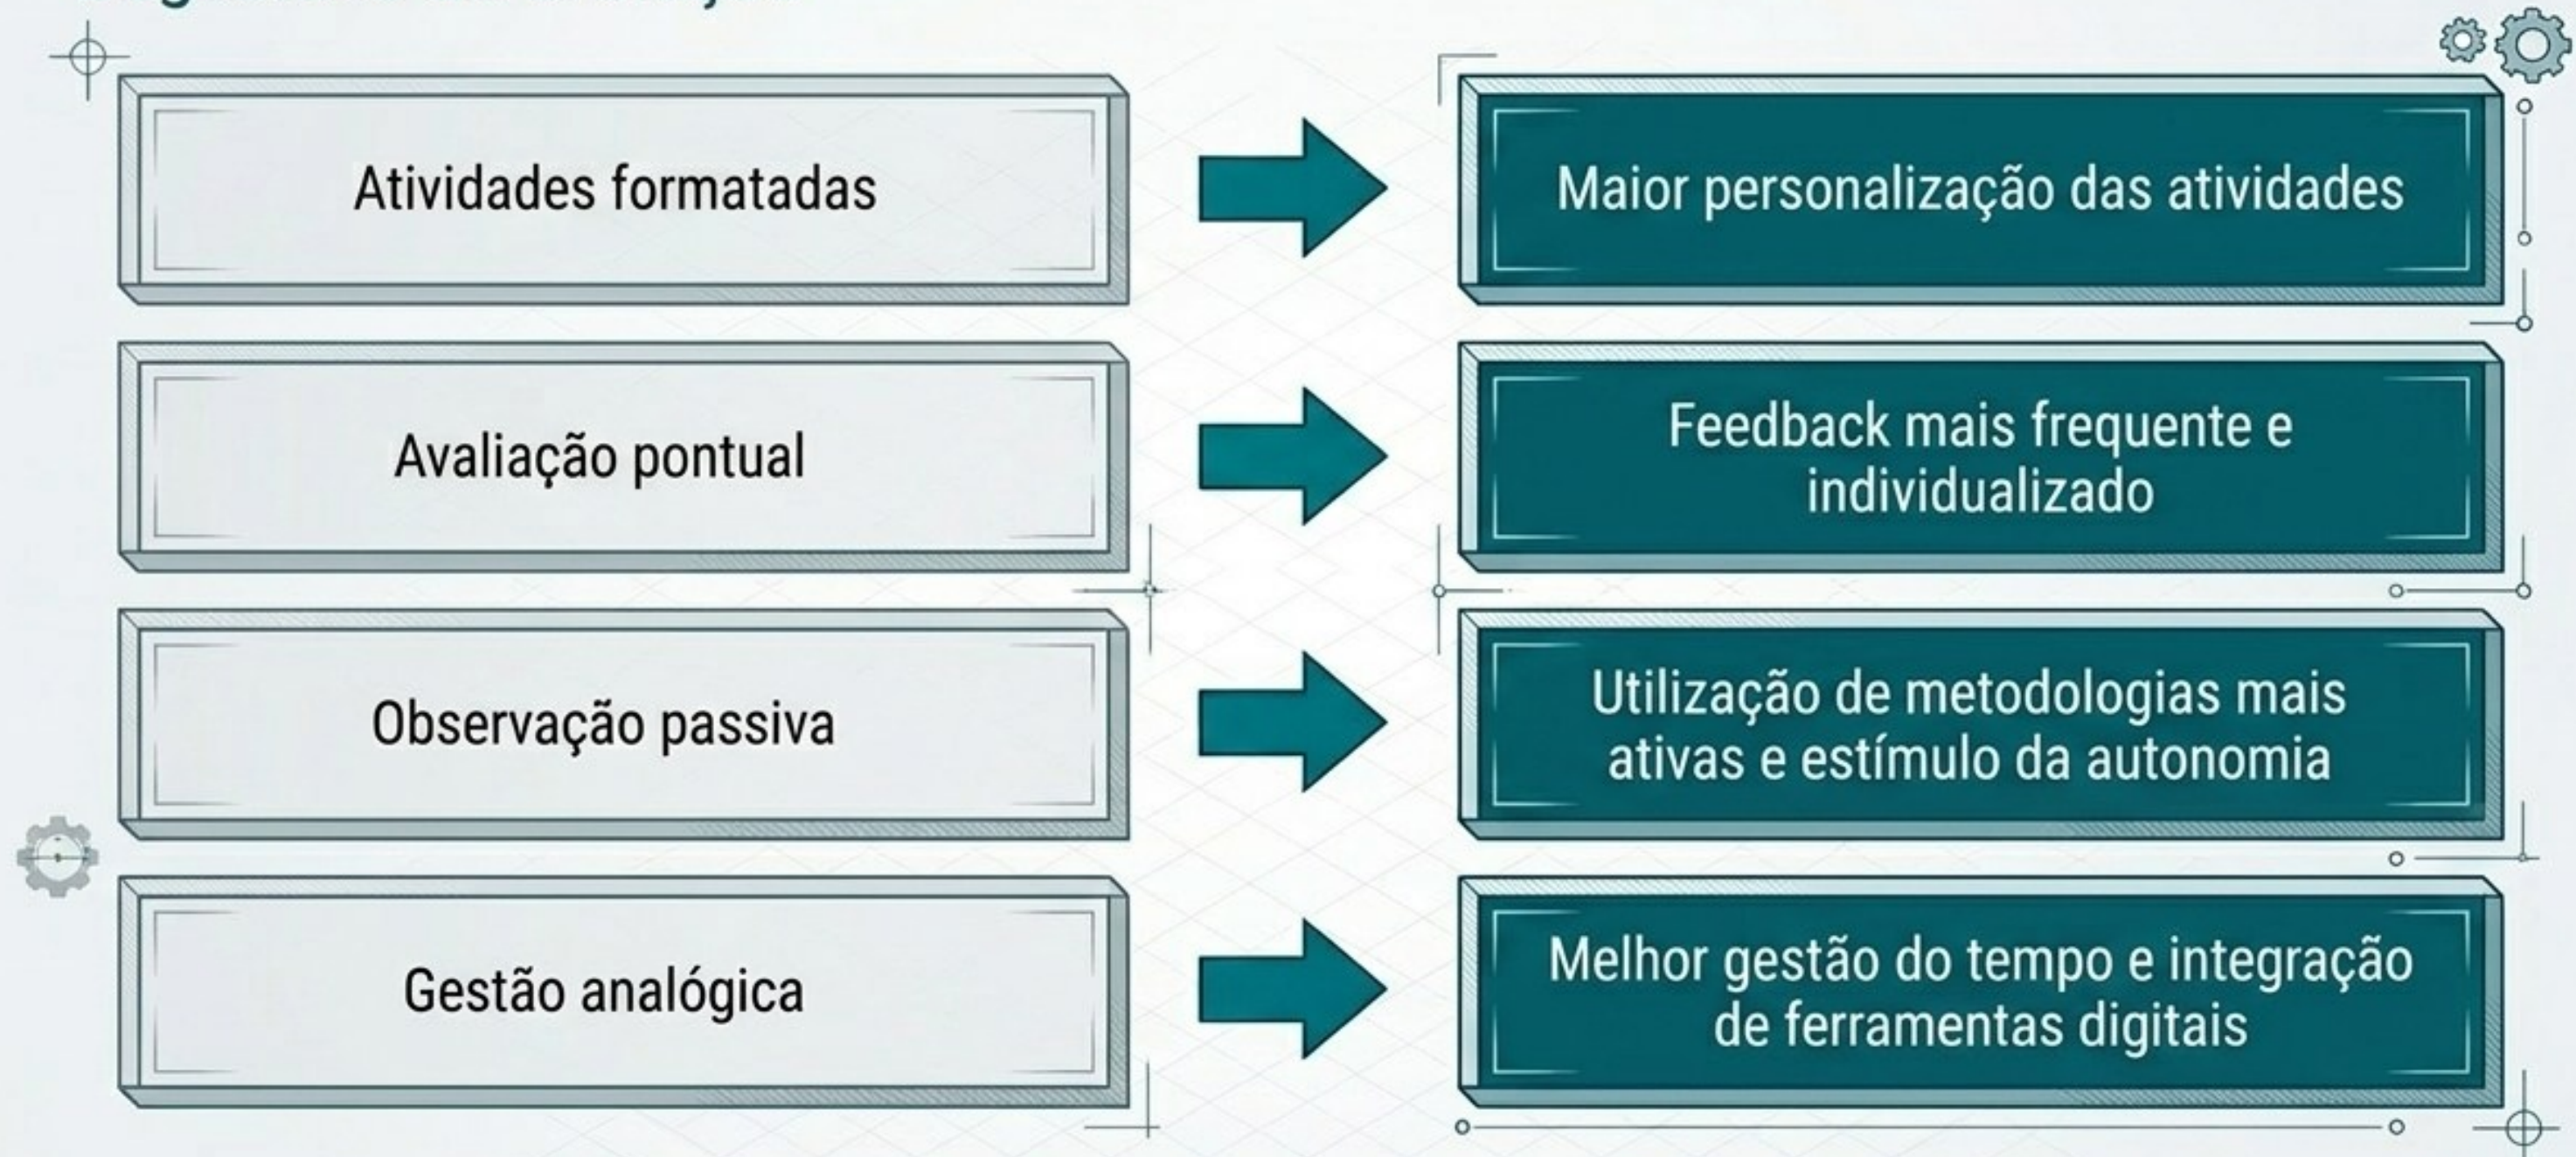 Atividades formatadas
Maior personalização das atividades
Avaliação pontual
Feedback mais frequente e
individualizado
Observação passiva
Utilização de metodologias mais
ativas e estímulo da autonomia
Gestão analógica
Melhor gestão do tempo e integração
de ferramentas digitais